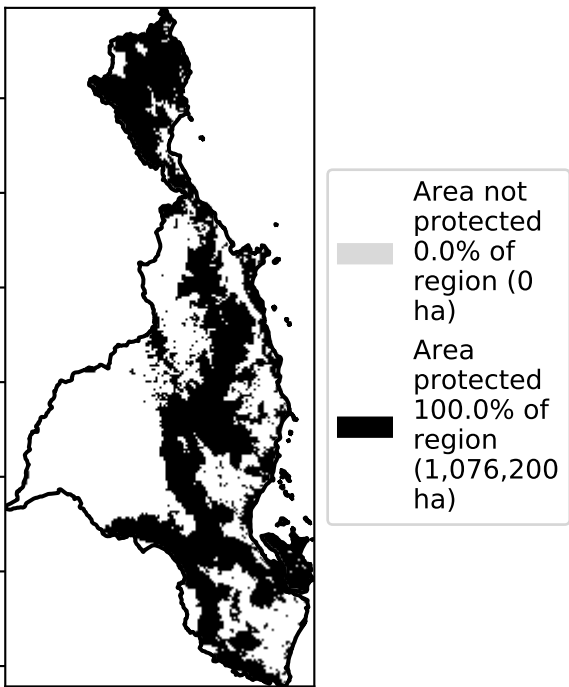 Area not
protected
0.0% of
region (0
ha)
Area
protected
100.0% of
region
(1,076,200
ha)